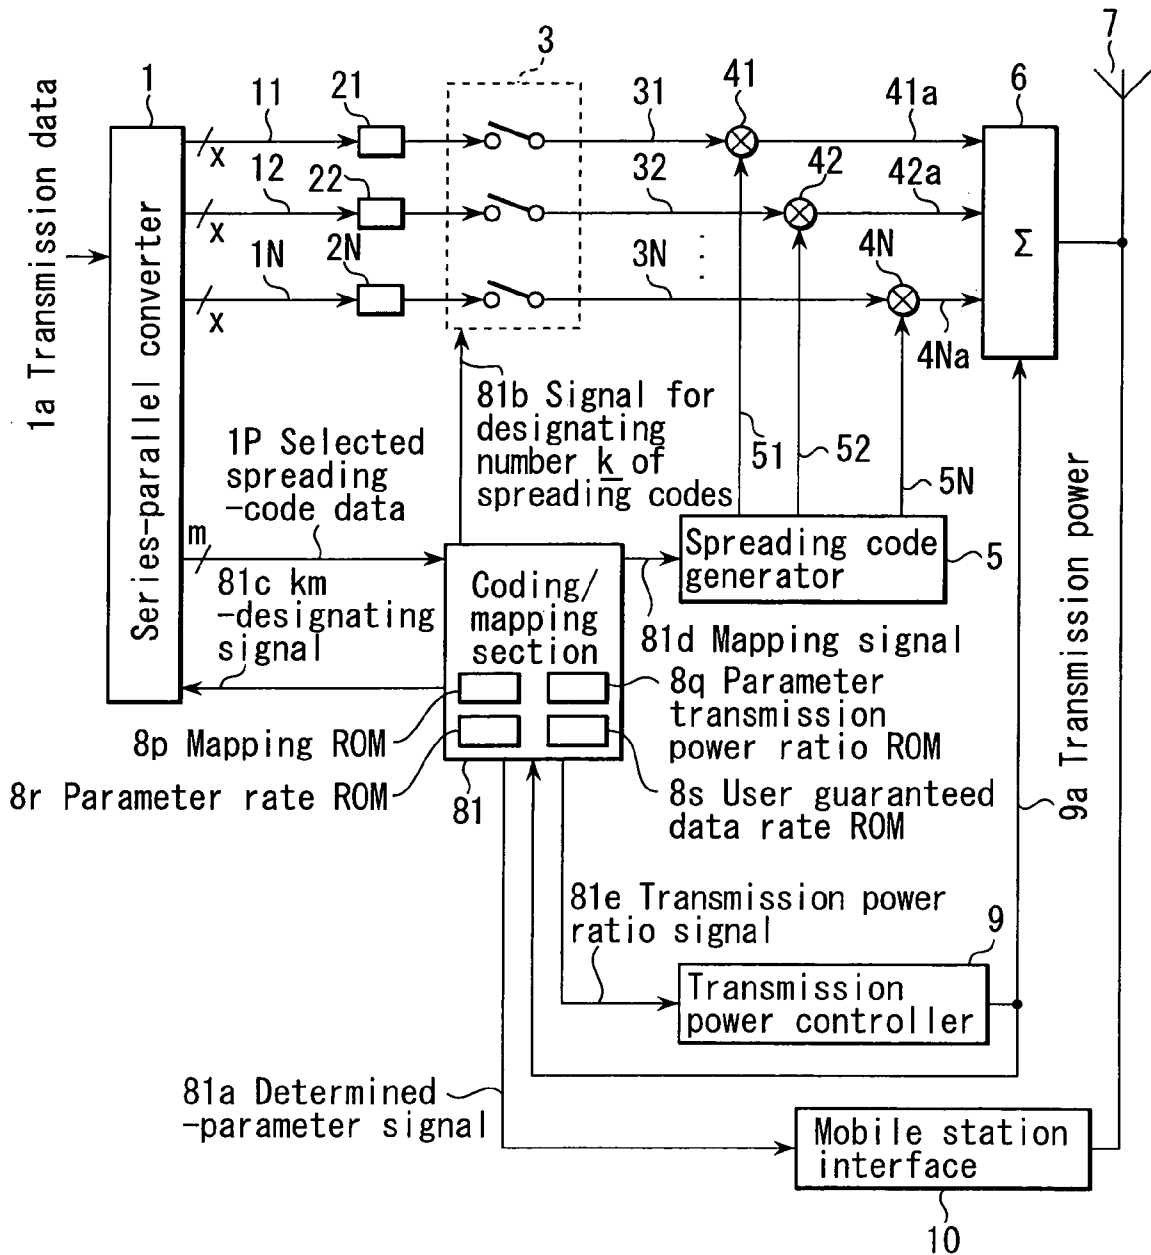 7
3
1
11
21
31
41
41a
6
x
12
22
32
42
42a
x
1N
2N
3N
4N
Σ
x
4Na
1a Transmission data
Series-parallel converter
81b Signal for
designating
number k of
spreading codes
51
52
5N
1P Selected
spreading
-code data
m
81c km
-designating
signal
Coding/
mapping
section
Spreading code
generator
5
81d Mapping signal
8q Parameter
transmission
power ratio ROM
8p Mapping ROM
8r Parameter rate ROM
81
8s User guaranteed
data rate ROM
9a Transmission power
81e Transmission power
ratio signal
9
Transmission
power controller
81a Determined
-parameter signal
Mobile station
interface
10